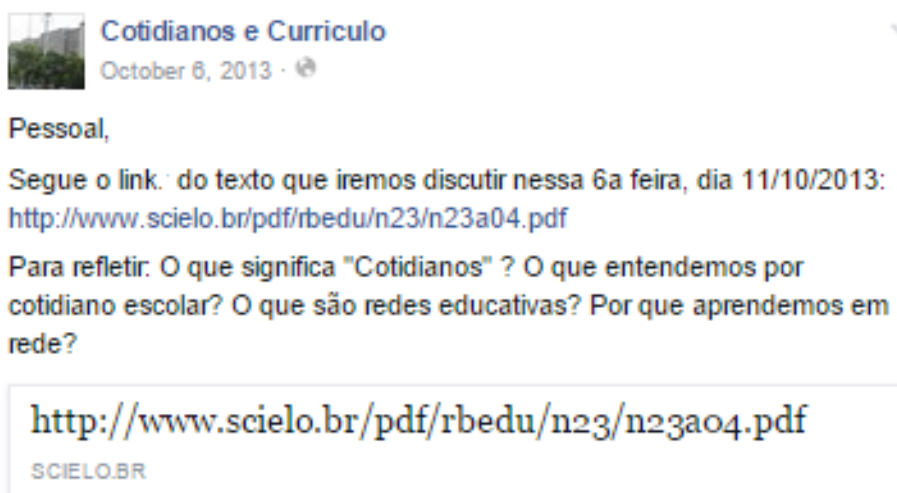 Cotidianos e Curriculo
October 6, 2013 ·
Pessoal,
Segue o link. do texto que iremos discutir nessa 6a feira, dia 11/10/2013:
http://www.scielo.br/pdf/rbedu/n23/n23a04.pdf
Para refletir: O que significa "Cotidianos" ? O que entendemos por
cotidiano escolar? O que são redes educativas? Por que aprendemos em
rede?
http://www.scielo.br/pdf/rbedu/n23/n23a04.pdf
SCIELO.BR